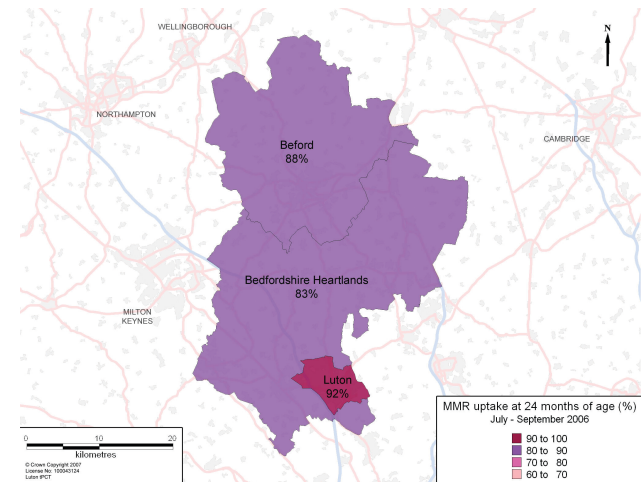 WELLINGBOROUGH
N
NORTHAMPTON
CAMBRIDGE
Beford
88%
Bedfordshire Heartlands
83%
MILTON
KEYNES
Luton
92%
MMR uptake at 24 months of age (%)
July - September 2006
90 to 100
80 to 90
70 to 80
60 to 70
0 5 10 20
kilometres
© Crown Copyright 2007
License No: 100043124
Luton tPCT